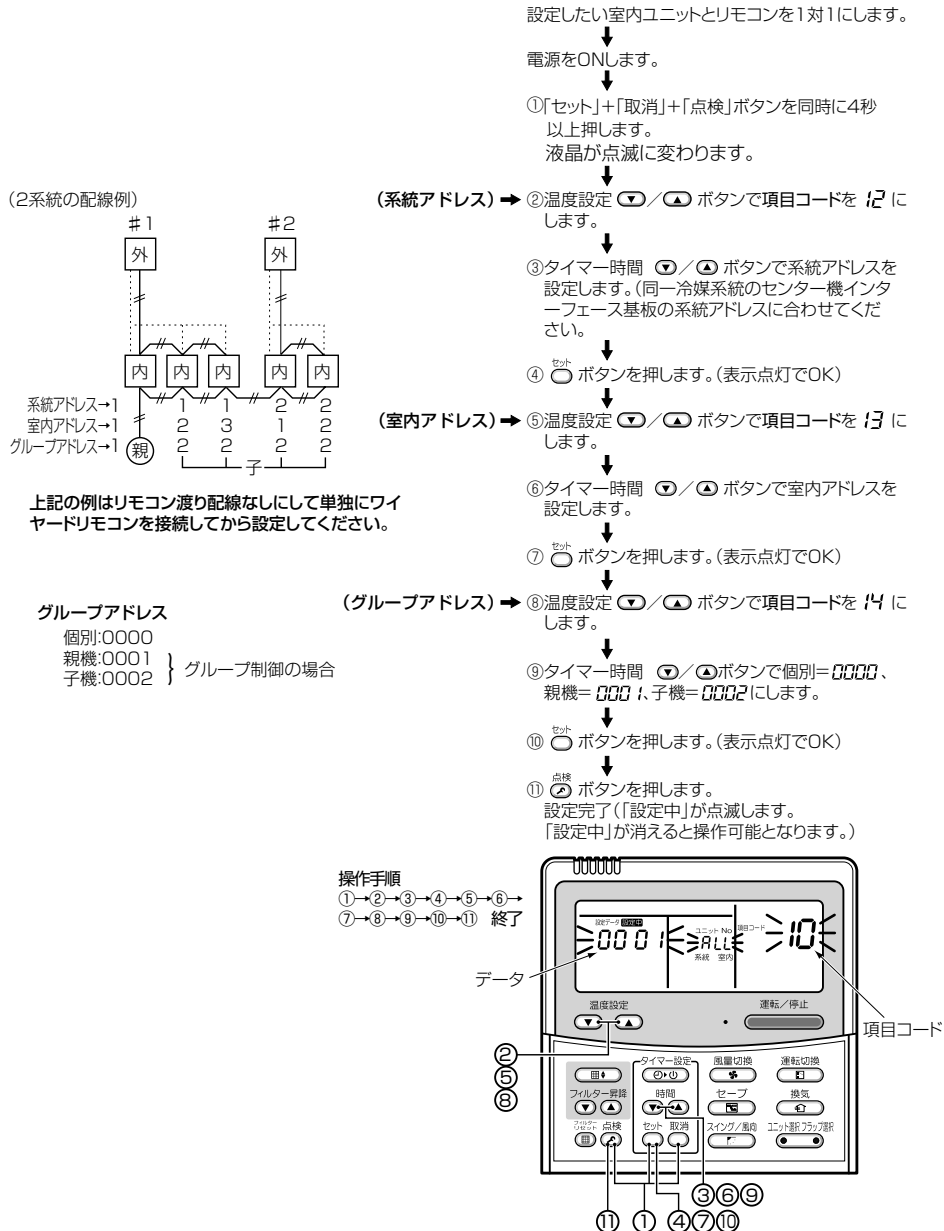 設定したい室内ユニットとリモコンを1対1にします。
電源をONします。
①「セット」+「取消」+「点検」ボタンを同時に4秒
以上押します。
液晶が点滅に変わります。
(系統アドレス)➡ ②温度設定 ▼／▲ ボタンで項目コードを 12 に
します。
③タイマー時間 ▼／▲ ボタンで系統アドレスを
設定します。(同一冷媒系統のセンター機インタ
ーフェース基板の系統アドレスに合わせてくだ
さい。
④ セット ボタンを押します。(表示点灯でOK)
(室内アドレス)➡ ⑤温度設定 ▼／▲ ボタンで項目コードを 13 に
します。
⑥タイマー時間 ▼／▲ ボタンで室内アドレスを
設定します。
⑦ セット ボタンを押します。(表示点灯でOK)
(グループアドレス)➡ ⑧温度設定 ▼／▲ ボタンで項目コードを 14 に
します。
⑨タイマー時間 ▼／▲ボタンで個別=0000、
親機=0001、子機=0002にします。
⑩ セット ボタンを押します。(表示点灯でOK)
⑪ 点検 ボタンを押します。
設定完了(「設定中」が点滅します。
「設定中」が消えると操作可能となります。)
(2系統の配線例)
#1 #2
外 外
内 内 内 内 内
系統アドレス→1 1 1 2 2
室内アドレス→1 2 3 1 2
グループアドレス→1 2 2 2 2
親
子
上記の例はリモコン渡り配線なしにして単独にワイ
ヤードリモコンを接続してから設定してください。
グループアドレス
個別:0000
親機:0001
子機:0002
} グループ制御の場合
操作手順
①→②→③→④→⑤→⑥→
⑦→⑧→⑨→⑩→⑪ 終了
設定データ 設定中
0001
ユニット No
ALL
系統 室内
項目コード
10
データ
項目コード
温度設定
運転／停止
タイマー設定
風量切換
運転切換
フィルター昇降
時間
セーブ
換気
フィルター
リセット
点検
セット
取消
スイング／風向
ユニット選択 フラップ選択
②
⑤
⑧
③⑥⑨
⑪ ① ④⑦⑩